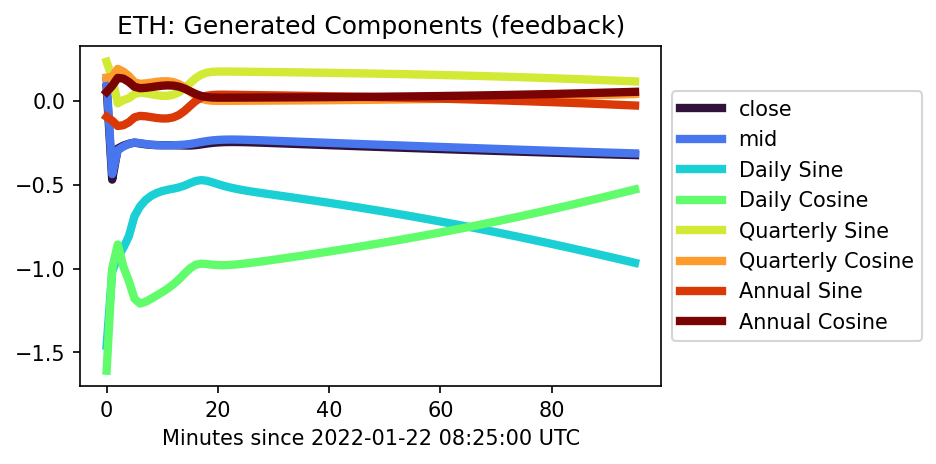 ETH: Generated Components (feedback)
0.0
−0.5
−1.0
−1.5
0 20 40 60 80
Minutes since 2022-01-22 08:25:00 UTC
close
mid
Daily Sine
Daily Cosine
Quarterly Sine
Quarterly Cosine
Annual Sine
Annual Cosine